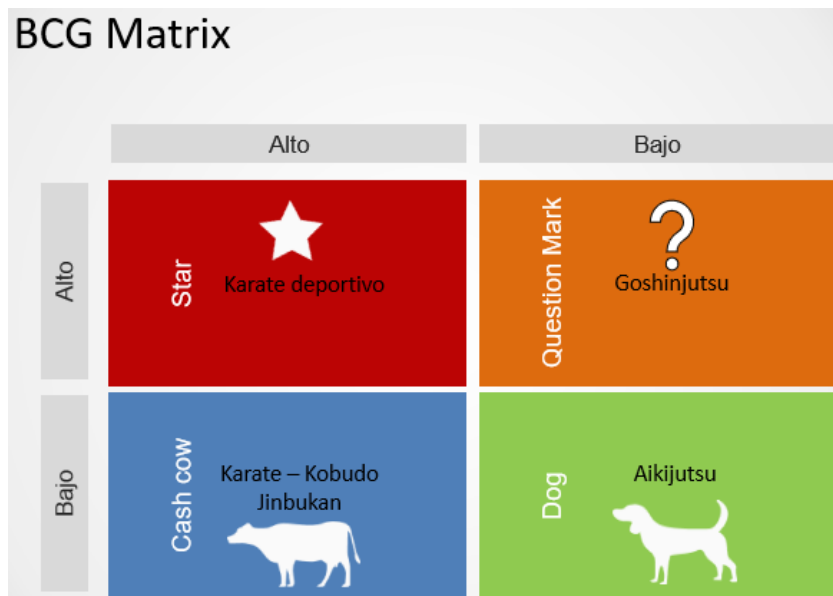 BCG Matrix
Alto
Bajo
Alto
Star
Karate deportivo
Question Mark
?
Goshinjutsu
Bajo
Cash cow
Karate – Kobudo
Jinbukan
Dog
Aikijutsu